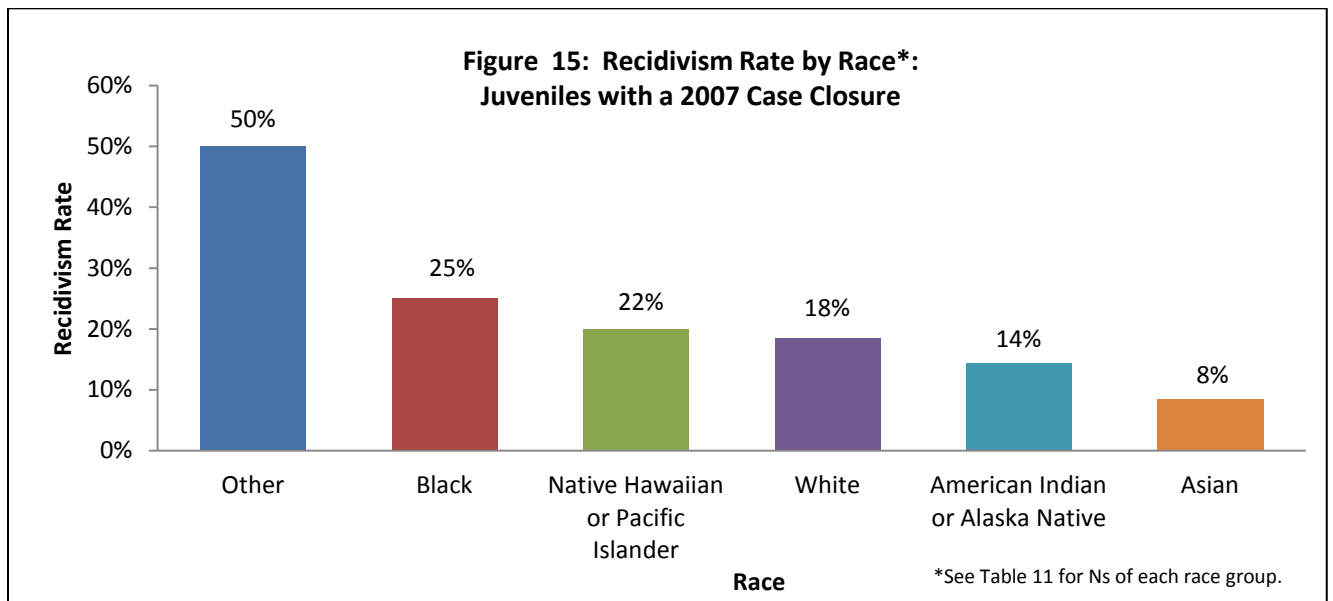 Figure 15: Recidivism Rate by Race*:
Juveniles with a 2007 Case Closure
Recidivism Rate
60%
50%
40%
30%
20%
10%
0%
50%
25%
22%
18%
14%
8%
Other
Black
Native Hawaiian
or Pacific
Islander
White
American Indian
or Alaska Native
Asian
Race
*See Table 11 for Ns of each race group.